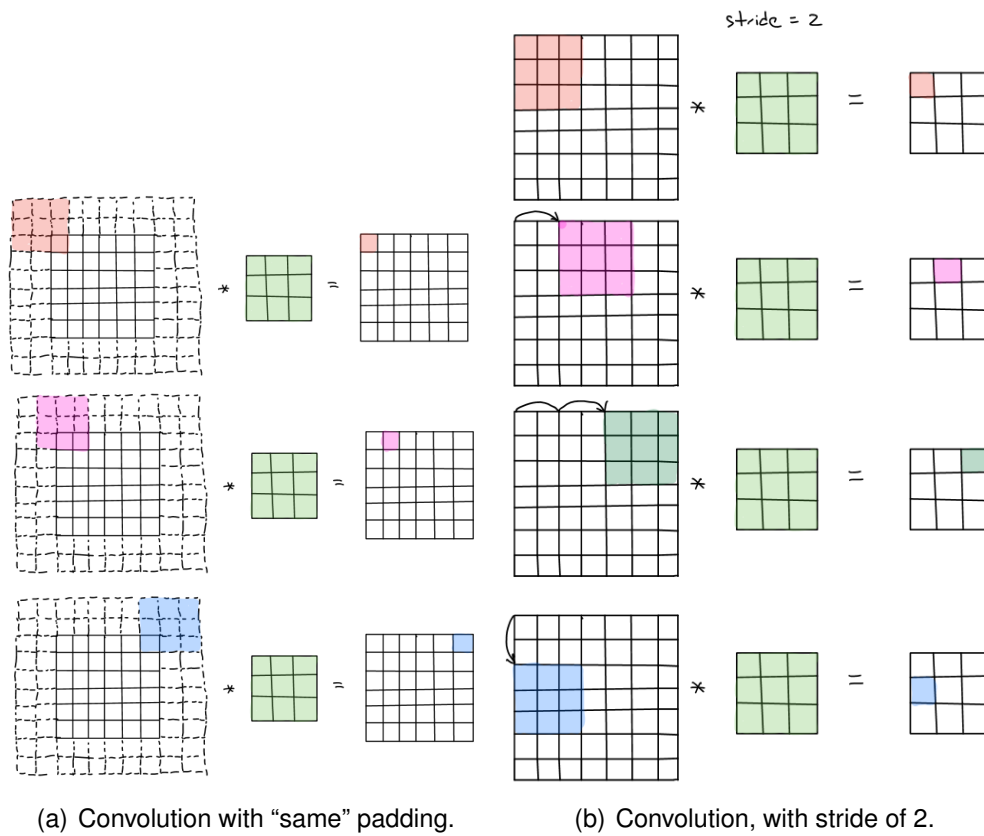 stride = 2
* =
* =
* =
* =
* =
* =
* =
(a) Convolution with “same” padding.
(b) Convolution, with stride of 2.